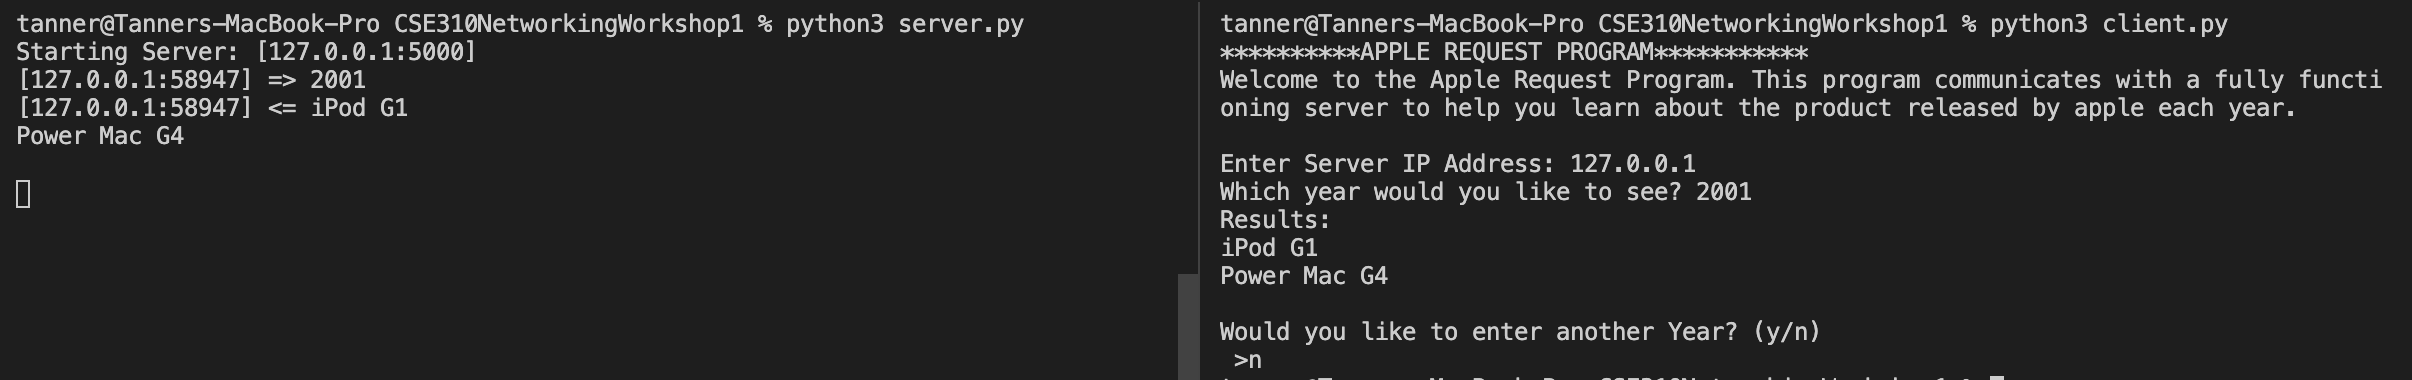 tanner@Tanners-MacBook-Pro CSE310NetworkingWorkshop1 % python3 server.py
Starting Server: [127.0.0.1:5000]
[127.0.0.1:58947] => 2001
[127.0.0.1:58947] <= iPod G1
Power Mac G4
tanner@Tanners-MacBook-Pro CSE310NetworkingWorkshop1 % python3 client.py
**********APPLE REQUEST PROGRAM***********
Welcome to the Apple Request Program. This program communicates with a fully functi
oning server to help you learn about the product released by apple each year.
Enter Server IP Address: 127.0.0.1
Which year would you like to see? 2001
Results:
iPod G1
Power Mac G4
Would you like to enter another Year? (y/n)
>n